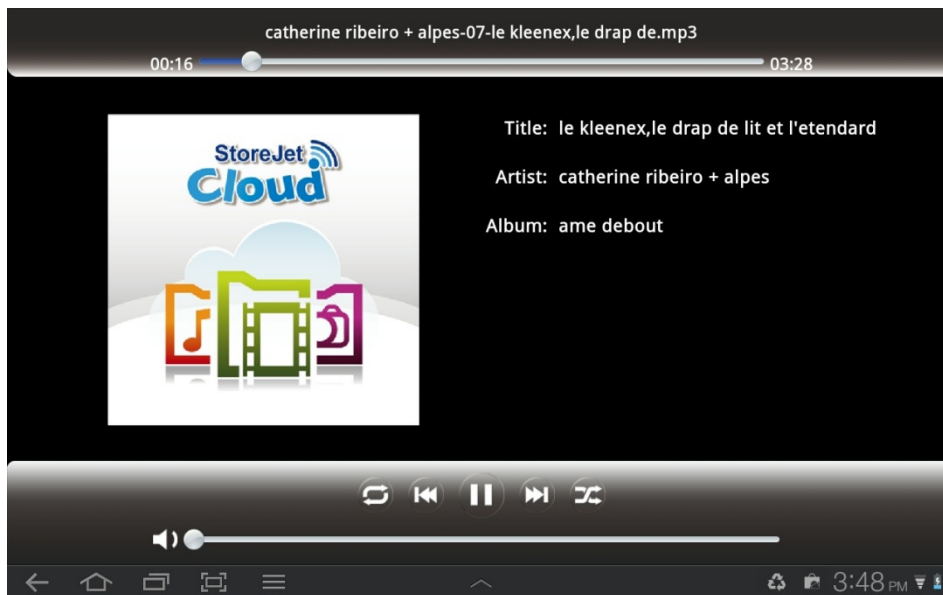 catherine ribeiro + alpes-07-le kleenex,le drap de.mp3
00:16 03:28
StoreJet
Cloud
Title: le kleenex,le drap de lit et l'etendard
Artist: catherine ribeiro + alpes
Album: ame debout
3:48 PM